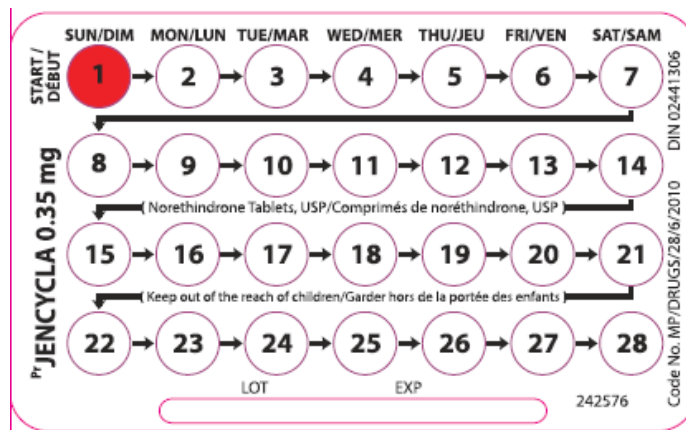 SUN/DIM MON/LUN TUE/MAR WED/MER THU/JEU FRI/VEN SAT/SAM
START/
DÉBUT
1 2 3 4 5 6 7
8 9 10 11 12 13 14
( Norethindrone Tablets, USP/Comprimés de noréthindrone, USP )
15 16 17 18 19 20 21
( Keep out of the reach of children/Garder hors de la portée des enfants )
22 23 24 25 26 27 28
LOT EXP
242576
Pr JENCYCLA 0.35 mg
Code No. MP/DRUGS/28/6/2010 DIN 02441306